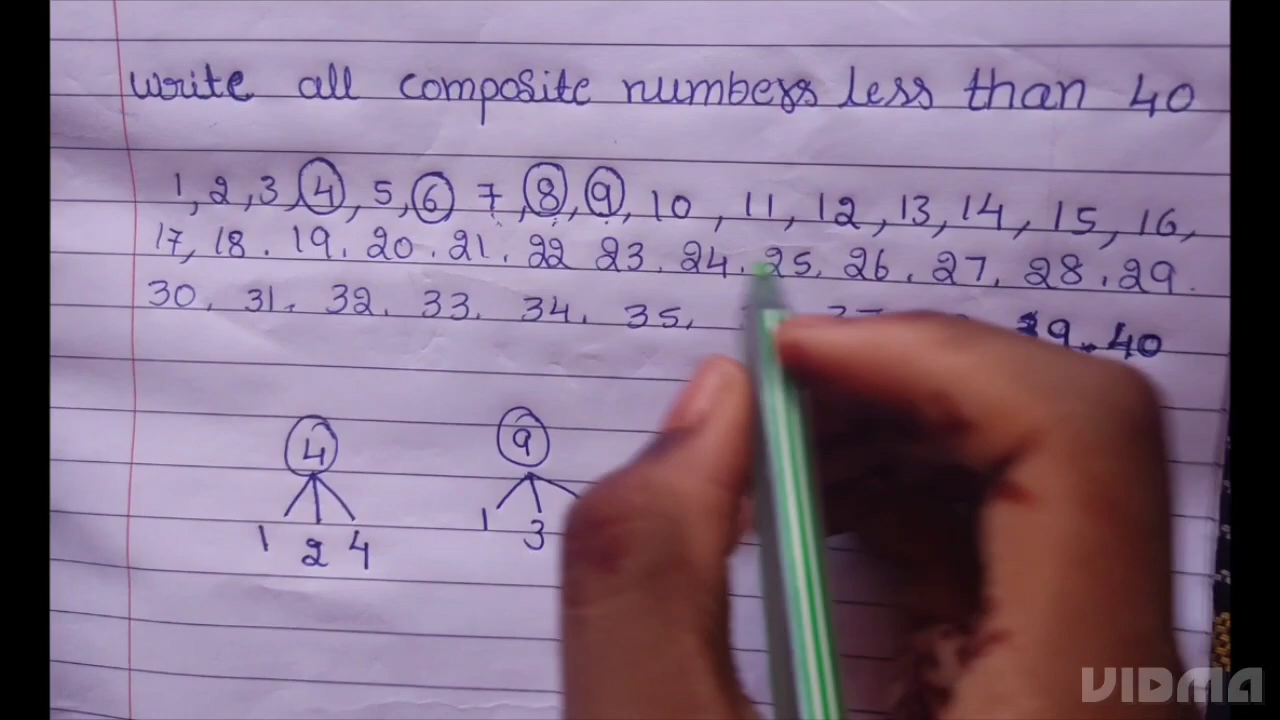 write all composite numbers less than 40
1, 2, 3, 4, 5, 6 7, 8, 9, 10, 11, 12, 13, 14, 15, 16,
17, 18. 19. 20. 21. 22 23. 24. 25. 26. 27. 28. 29.
30. 31. 32. 33. 34. 35. 39. 40
4 9
1 2 4 1 3
VIDMA